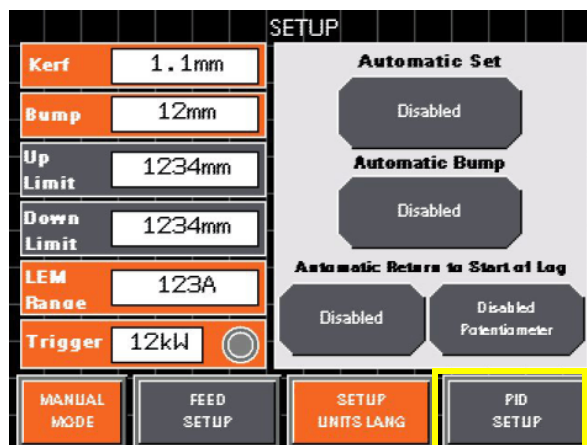 SETUP
Kerf 1.1mm
Bump 12mm
Up
Limit 1234mm
Down
Limit 1234mm
LEM
Range 123A
Trigger 12kW
Automatic Set
Disabled
Automatic Bump
Disabled
Automatic Return to Start of Log
Disabled
Disabled
Potentiometer
MANUAL
MODE
FEED
SETUP
SETUP
UNITS LANG
PID
SETUP